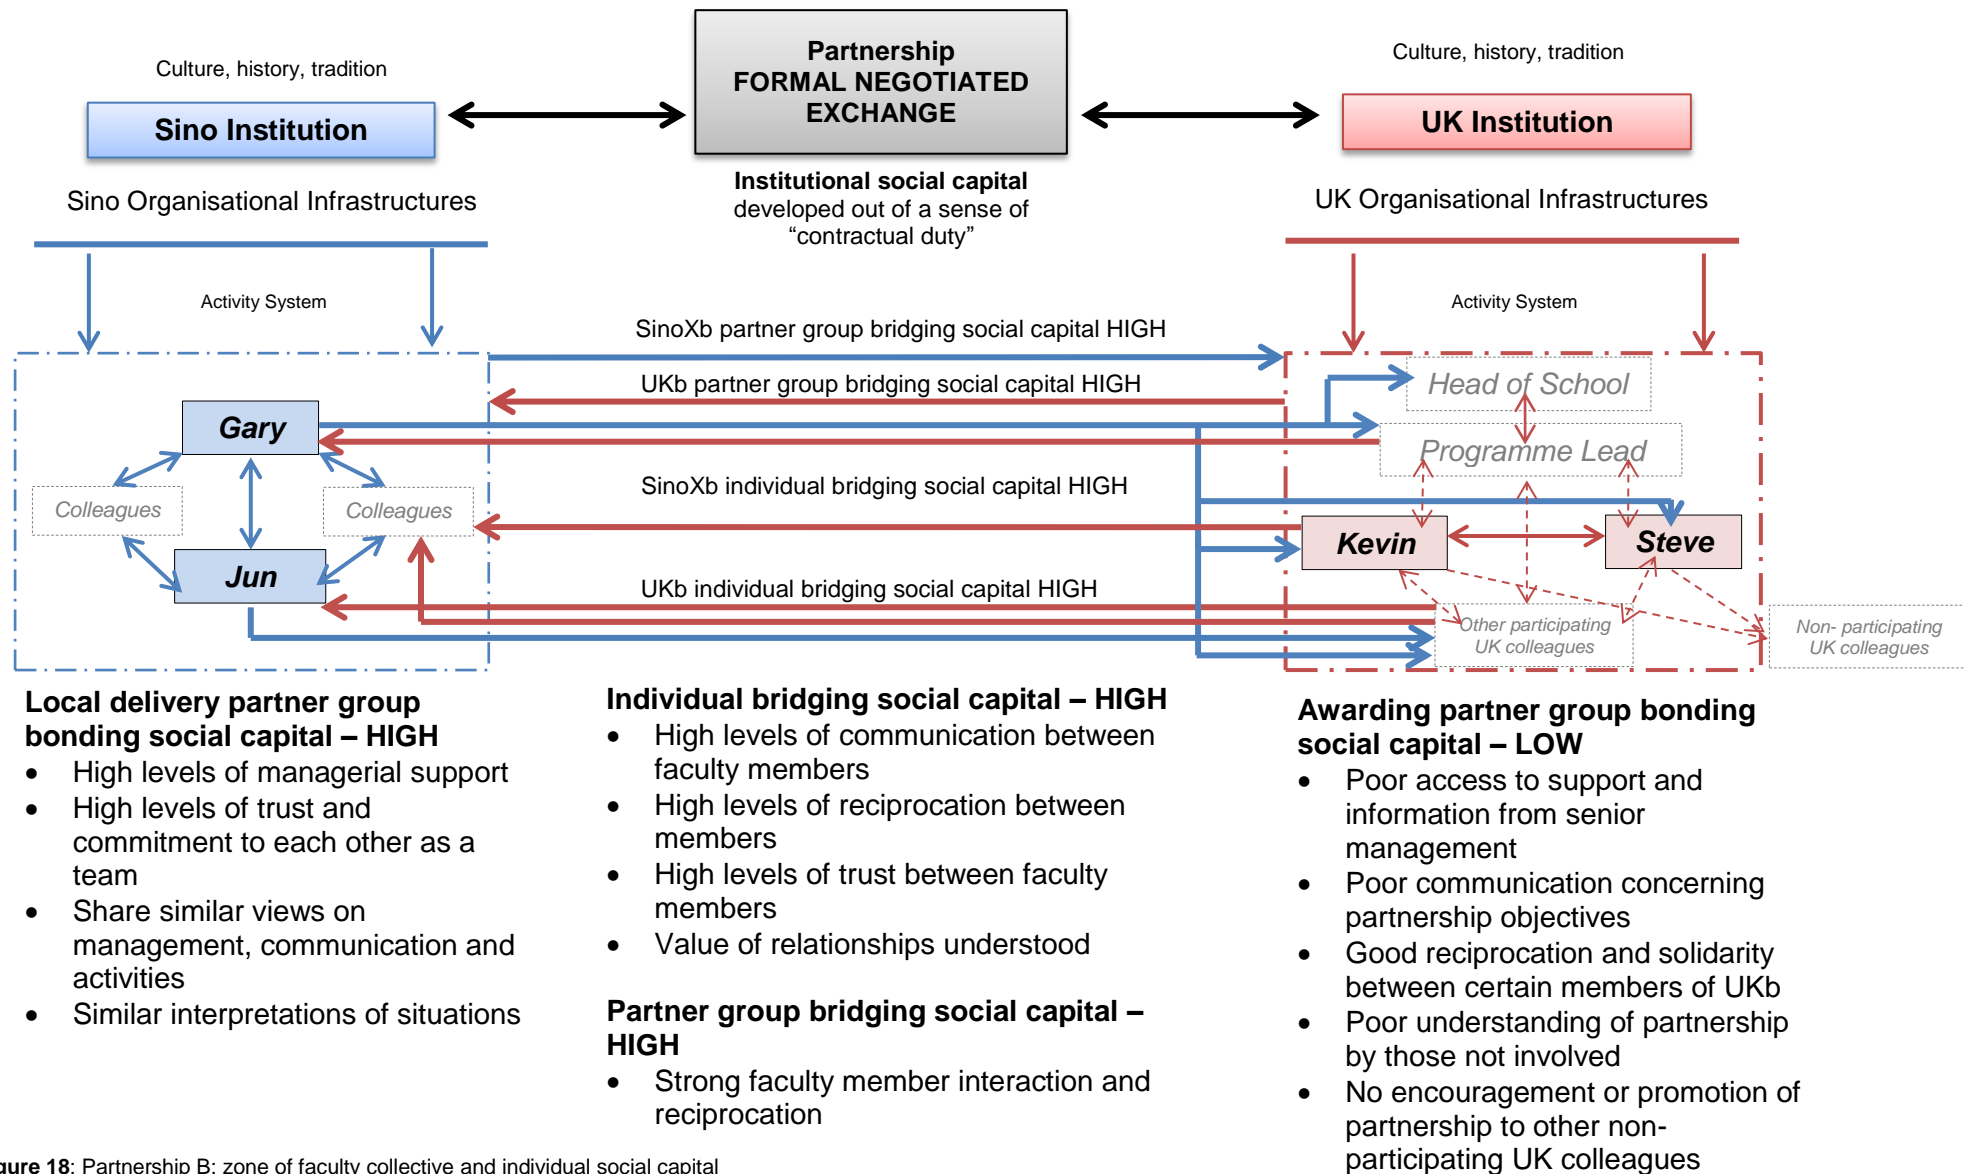 Partnership
FORMAL NEGOTIATED
EXCHANGE
Culture, history, tradition
Culture, history, tradition
Sino Institution
UK Institution
Institutional social capital
developed out of a sense of
“contractual duty”
Sino Organisational Infrastructures
UK Organisational Infrastructures
Activity System
Activity System
SinoXb partner group bridging social capital HIGH
UKb partner group bridging social capital HIGH
SinoXb individual bridging social capital HIGH
UKb individual bridging social capital HIGH
Gary
Colleagues
Colleagues
Jun
Head of School
Programme Lead
Kevin
Steve
Other participating
UK colleagues
Non- participating
UK colleagues
Local delivery partner group
bonding social capital – HIGH
• High levels of managerial support
• High levels of trust and
commitment to each other as a
team
• Share similar views on
management, communication and
activities
• Similar interpretations of situations
Individual bridging social capital – HIGH
• High levels of communication between
faculty members
• High levels of reciprocation between
members
• High levels of trust between faculty
members
• Value of relationships understood
Partner group bridging social capital –
HIGH
• Strong faculty member interaction and
reciprocation
Awarding partner group bonding
social capital – LOW
• Poor access to support and
information from senior
management
• Poor communication concerning
partnership objectives
• Good reciprocation and solidarity
between certain members of UKb
• Poor understanding of partnership
by those not involved
• No encouragement or promotion of
partnership to other non-
participating UK colleagues
gure 18: Partnership B: zone of faculty collective and individual social capital